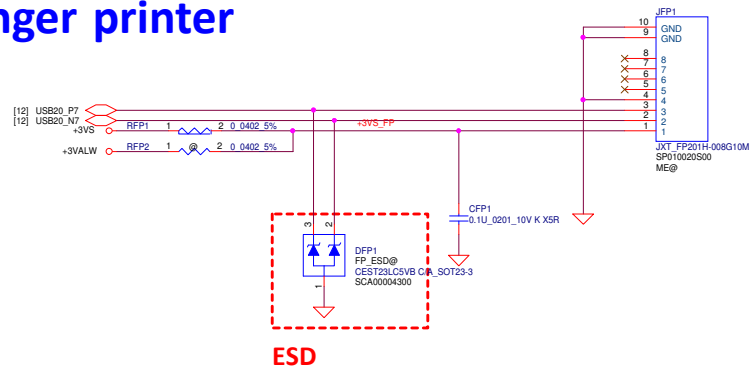 nger printer
JFP1
10 GND
9 GND
8 8
7 7
6 6
5 5
4 4
3 3
2 2
1 1
[12] USB20_P7
[12] USB20_N7
+3VS RFP1 1 2 0_0402_5%
+3VS_FP
+3VALW RFP2 1 @ 2 0_0402_5%
JXT_FP201H-008G10M
SP010020S00
ME@
CFP1
0.1U_0201_10V K X5R
3 2
DFP1
FP_ESD@
CEST23LC5VB C/A_SOT23-3
SCA00004300
1
ESD